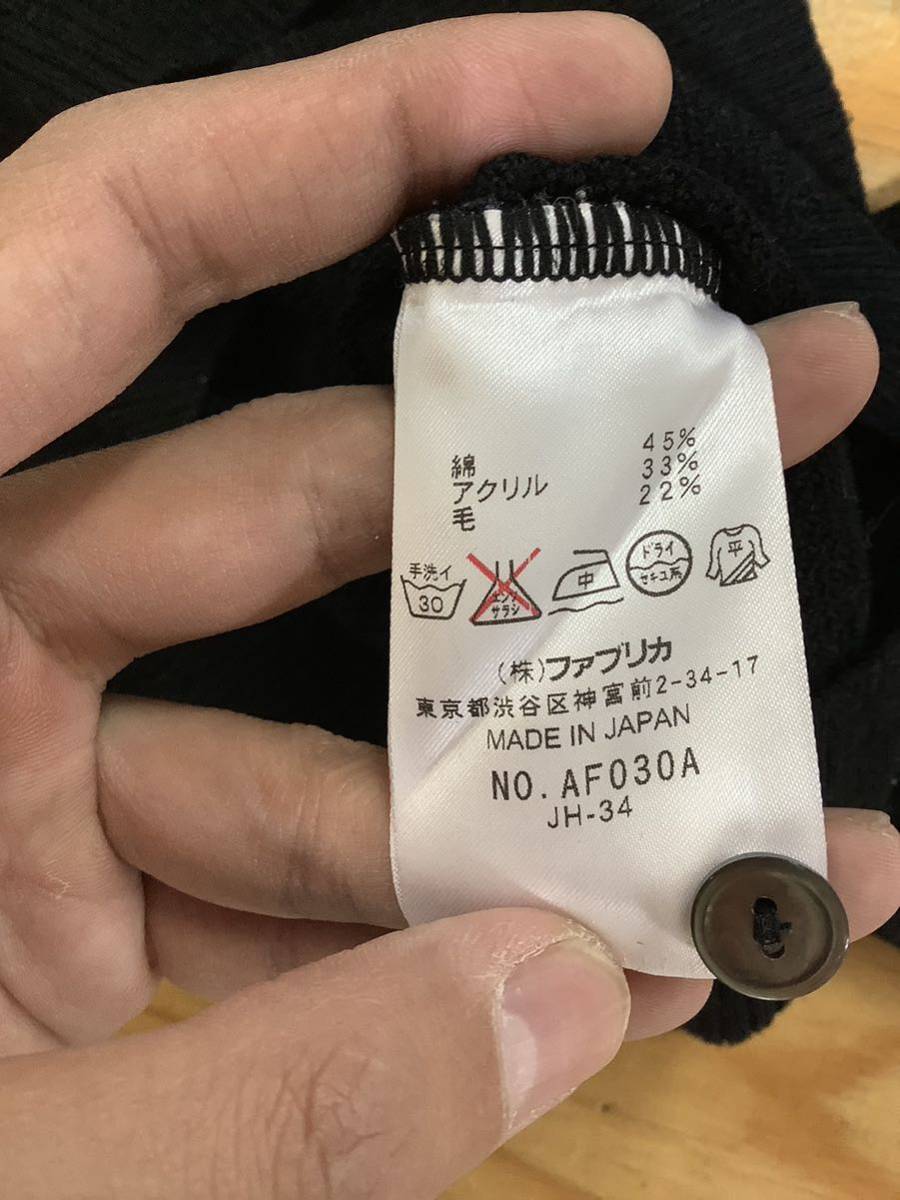 綿 45%
アクリル 33%
毛 22%
手洗イ
30
エンソ
サラシ
中
ドライ
セキユ系
平
(株)ファブリカ
東京都渋谷区神宮前2-34-17
MADE IN JAPAN
NO. AF030A
JH-34